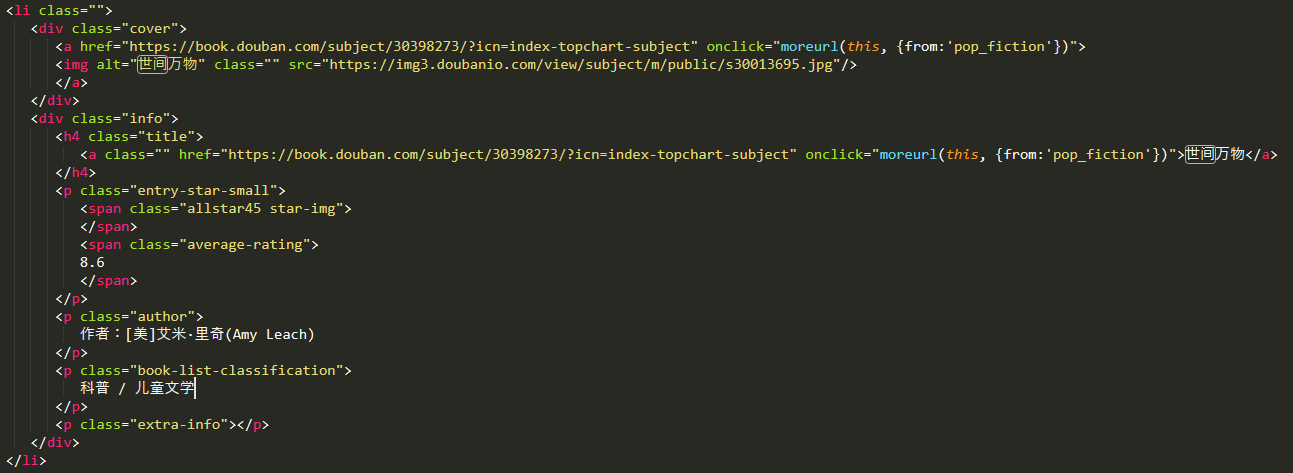 <li class="">
<div class="cover">
<a href="https://book.douban.com/subject/30398273/?icn=index-topchart-subject" onclick="moreurl(this, {from:'pop_fiction'})">
<img alt="世间万物" class="" src="https://img3.doubanio.com/view/subject/m/public/s30013695.jpg"/>
</a>
</div>
<div class="info">
<h4 class="title">
<a class="" href="https://book.douban.com/subject/30398273/?icn=index-topchart-subject" onclick="moreurl(this, {from:'pop_fiction'})">世间万物</a>
</h4>
<p class="entry-star-small">
<span class="allstar45 star-img">
</span>
<span class="average-rating">
8.6
</span>
</p>
<p class="author">
作者：[美]艾米·里奇(Amy Leach)
</p>
<p class="book-list-classification">
科普 / 儿童文学
</p>
<p class="extra-info"></p>
</div>
</li>